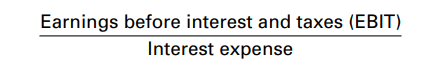 Earnings before interest and taxes (EBIT)
Interest expense